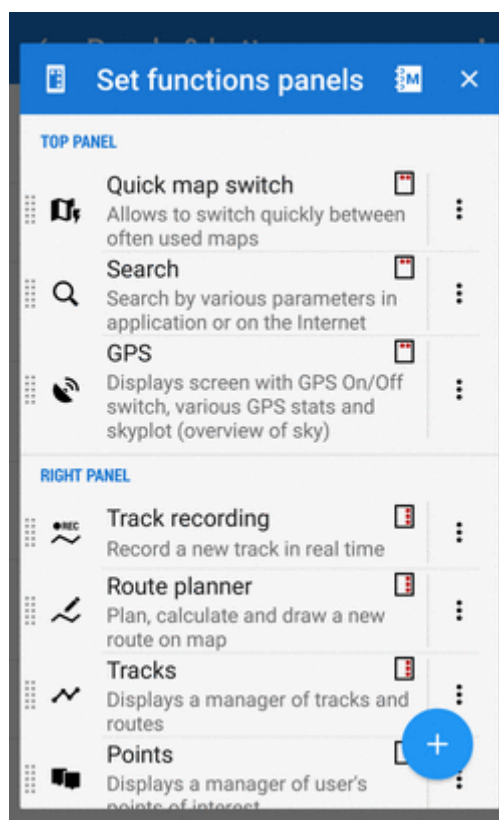 Set functions panels
TOP PANEL
Quick map switch
Allows to switch quickly between
often used maps
Search
Search by various parameters in
application or on the Internet
GPS
Displays screen with GPS On/Off
switch, various GPS stats and
skyplot (overview of sky)
RIGHT PANEL
REC
Track recording
Record a new track in real time
Route planner
Plan, calculate and draw a new
route on map
Tracks
Displays a manager of tracks and
routes
Points
Displays a manager of user's
points of interest